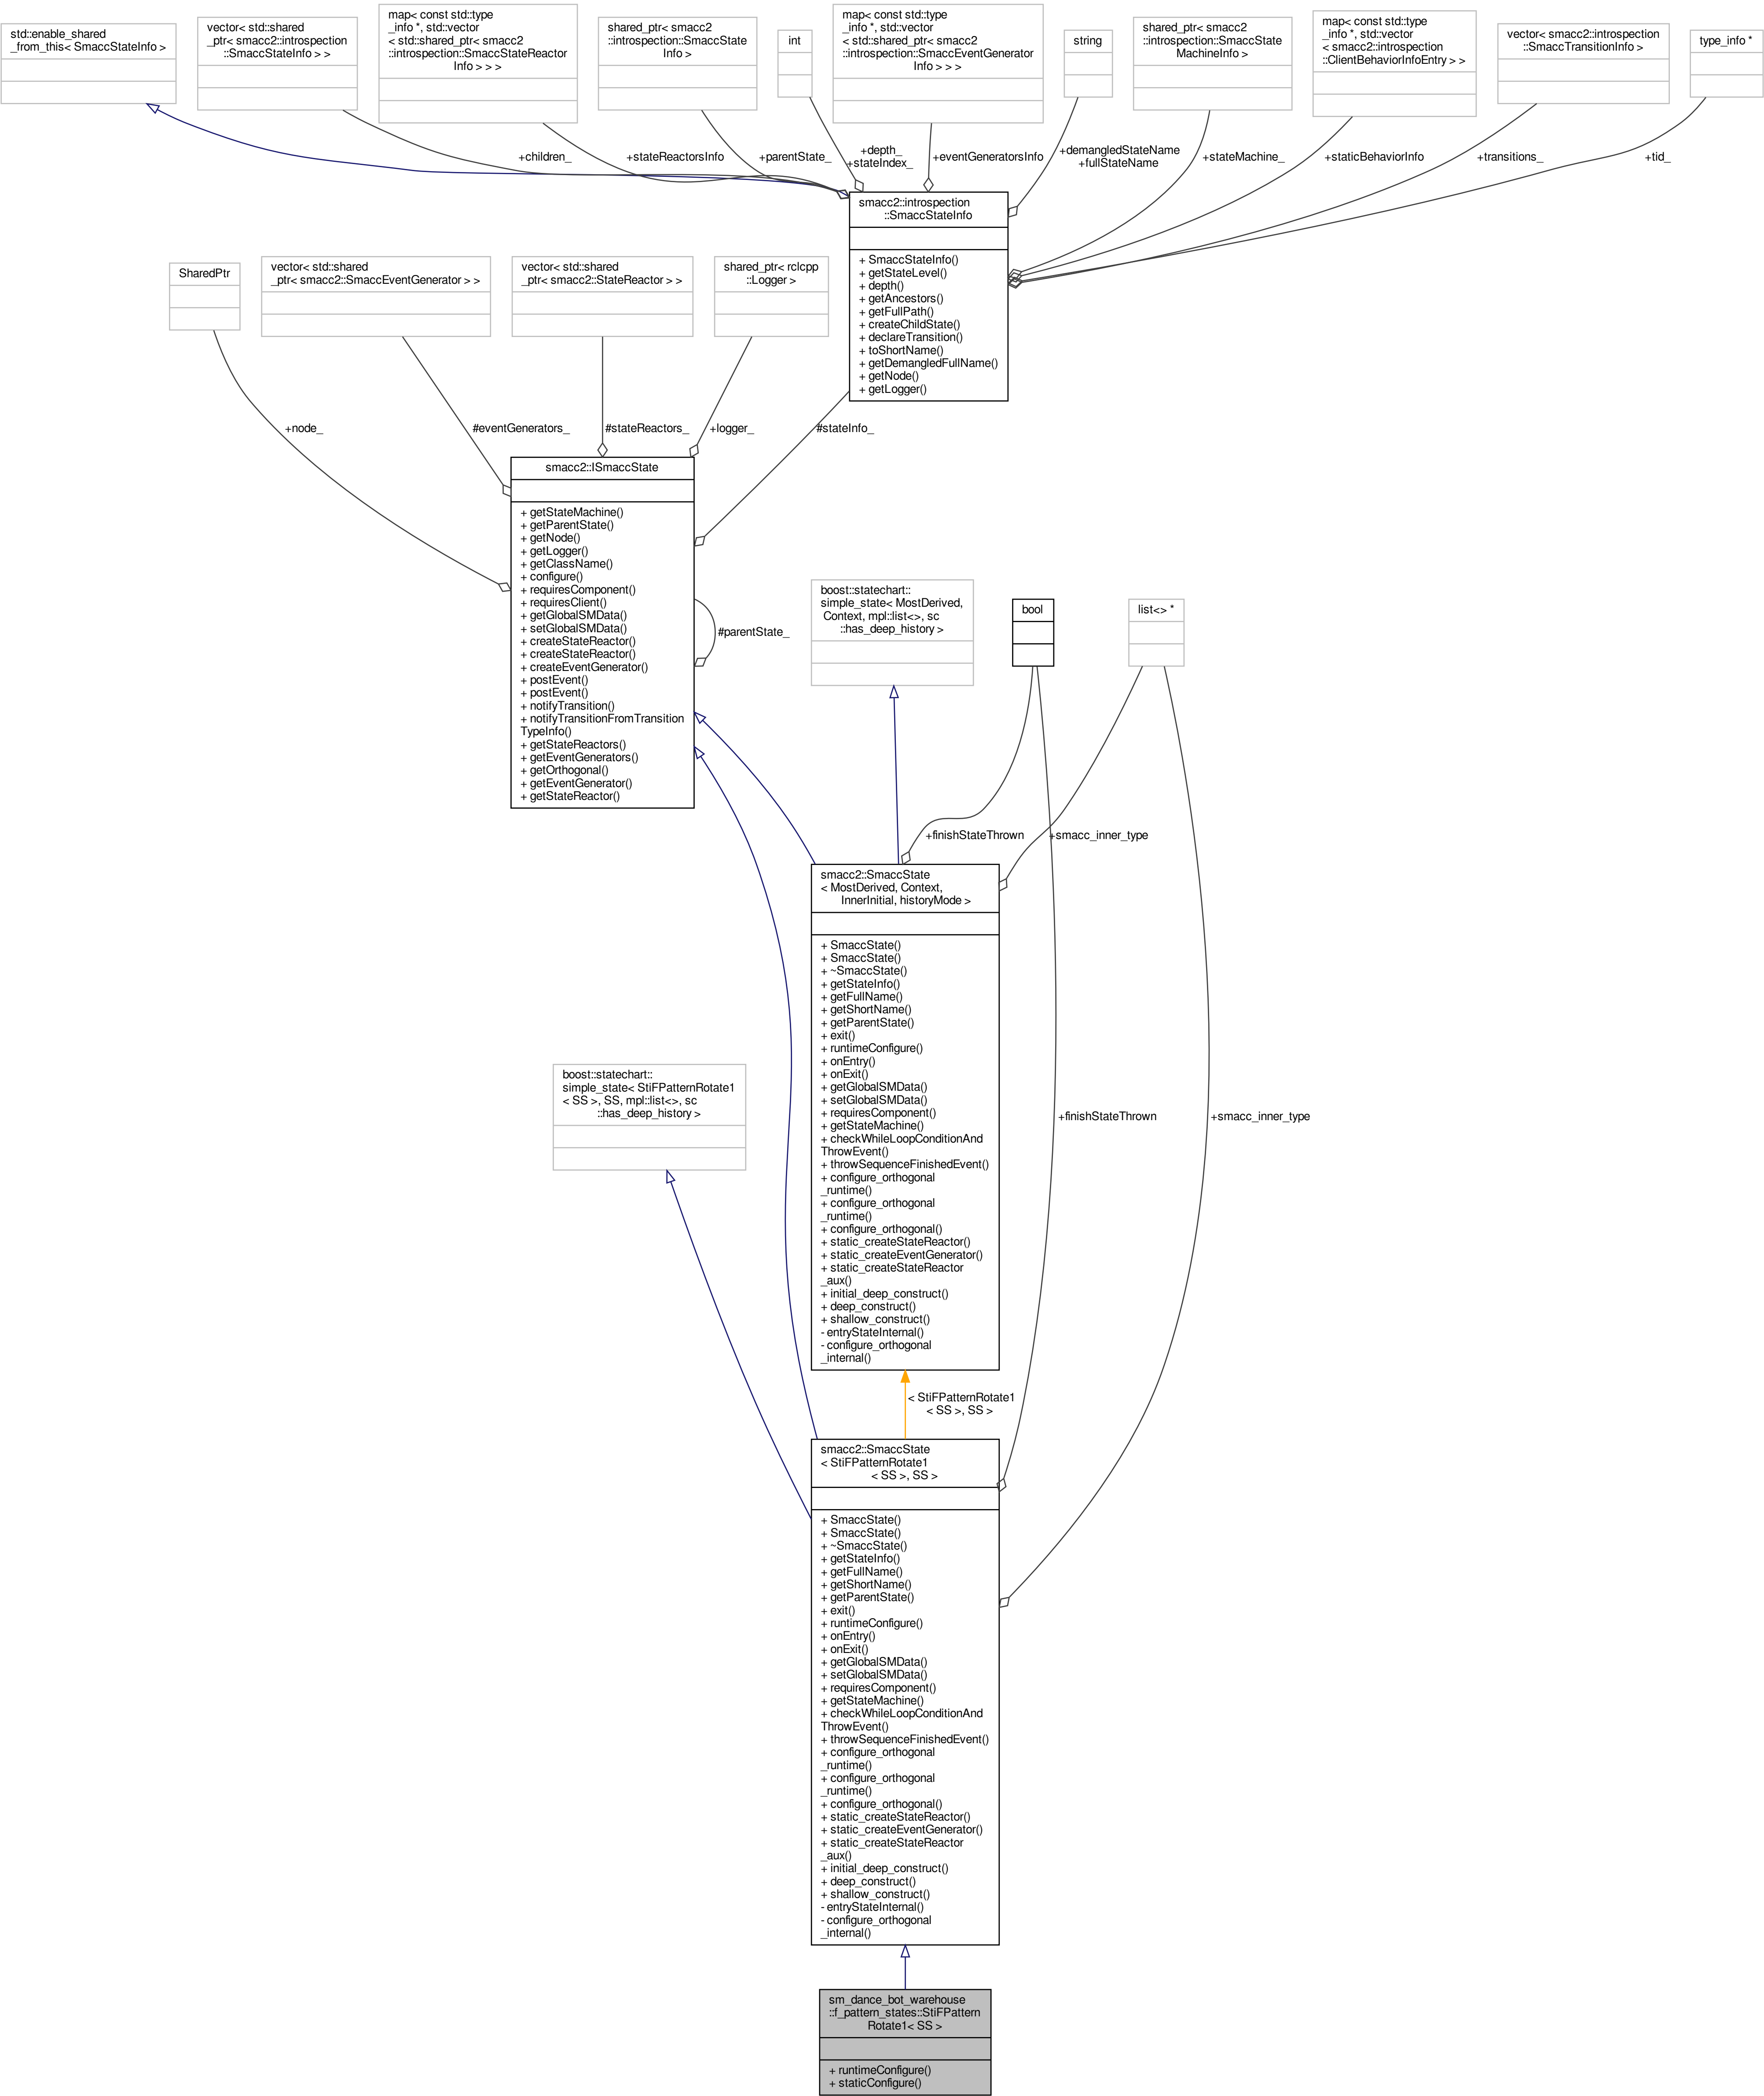 std::enable_shared
_from_this< SmaccStateInfo >
vector< std::shared
_ptr< smacc2::introspection
::SmaccStateInfo > >
map< const std::type
_info *, std::vector
< std::shared_ptr< smacc2
::introspection::SmaccStateReactor
Info > > >
shared_ptr< smacc2
::introspection::SmaccState
Info >
int
map< const std::type
_info *, std::vector
< std::shared_ptr< smacc2
::introspection::SmaccEventGenerator
Info > > >
string
shared_ptr< smacc2
::introspection::SmaccState
MachineInfo >
map< const std::type
_info *, std::vector
< smacc2::introspection
::ClientBehaviorInfoEntry > >
vector< smacc2::introspection
::SmaccTransitionInfo >
type_info *
+children_
+stateReactorsInfo
+parentState_
+depth_
+stateIndex_
+eventGeneratorsInfo
+demangledStateName
+fullStateName
+stateMachine_
+staticBehaviorInfo
+transitions_
+tid_
smacc2::introspection
::SmaccStateInfo
+ SmaccStateInfo()
+ getStateLevel()
+ depth()
+ getAncestors()
+ getFullPath()
+ createChildState()
+ declareTransition()
+ toShortName()
+ getDemangledFullName()
+ getNode()
+ getLogger()
SharedPtr
vector< std::shared
_ptr< smacc2::SmaccEventGenerator > >
vector< std::shared
_ptr< smacc2::StateReactor > >
shared_ptr< rclcpp
::Logger >
+node_
#eventGenerators_
#stateReactors_
+logger_
#stateInfo_
smacc2::ISmaccState
+ getStateMachine()
+ getParentState()
+ getNode()
+ getLogger()
+ getClassName()
+ configure()
+ requiresComponent()
+ requiresClient()
+ getGlobalSMData()
+ setGlobalSMData()
+ createStateReactor()
+ createStateReactor()
+ createEventGenerator()
+ postEvent()
+ postEvent()
+ notifyTransition()
+ notifyTransitionFromTransition
TypeInfo()
+ getStateReactors()
+ getEventGenerators()
+ getOrthogonal()
+ getEventGenerator()
+ getStateReactor()
#parentState_
boost::statechart::
simple_state< MostDerived,
Context, mpl::list<>, sc
::has_deep_history >
bool
list<> *
+finishStateThrown
+smacc_inner_type
smacc2::SmaccState
< MostDerived, Context,
InnerInitial, historyMode >
+ SmaccState()
+ SmaccState()
+ ~SmaccState()
+ getStateInfo()
+ getFullName()
+ getShortName()
+ getParentState()
+ exit()
+ runtimeConfigure()
+ onEntry()
+ onExit()
+ getGlobalSMData()
+ setGlobalSMData()
+ requiresComponent()
+ getStateMachine()
+ checkWhileLoopConditionAnd
ThrowEvent()
+ throwSequenceFinishedEvent()
+ configure_orthogonal
_runtime()
+ configure_orthogonal
_runtime()
+ configure_orthogonal()
+ static_createStateReactor()
+ static_createEventGenerator()
+ static_createStateReactor
_aux()
+ initial_deep_construct()
+ deep_construct()
+ shallow_construct()
- entryStateInternal()
- configure_orthogonal
_internal()
boost::statechart::
simple_state< StiFPatternRotate1
< SS >, SS, mpl::list<>, sc
::has_deep_history >
+finishStateThrown
+smacc_inner_type
< StiFPatternRotate1
< SS >, SS >
smacc2::SmaccState
< StiFPatternRotate1
< SS >, SS >
+ SmaccState()
+ SmaccState()
+ ~SmaccState()
+ getStateInfo()
+ getFullName()
+ getShortName()
+ getParentState()
+ exit()
+ runtimeConfigure()
+ onEntry()
+ onExit()
+ getGlobalSMData()
+ setGlobalSMData()
+ requiresComponent()
+ getStateMachine()
+ checkWhileLoopConditionAnd
ThrowEvent()
+ throwSequenceFinishedEvent()
+ configure_orthogonal
_runtime()
+ configure_orthogonal
_runtime()
+ configure_orthogonal()
+ static_createStateReactor()
+ static_createEventGenerator()
+ static_createStateReactor
_aux()
+ initial_deep_construct()
+ deep_construct()
+ shallow_construct()
- entryStateInternal()
- configure_orthogonal
_internal()
sm_dance_bot_warehouse
::f_pattern_states::StiFPattern
Rotate1< SS >
+ runtimeConfigure()
+ staticConfigure()